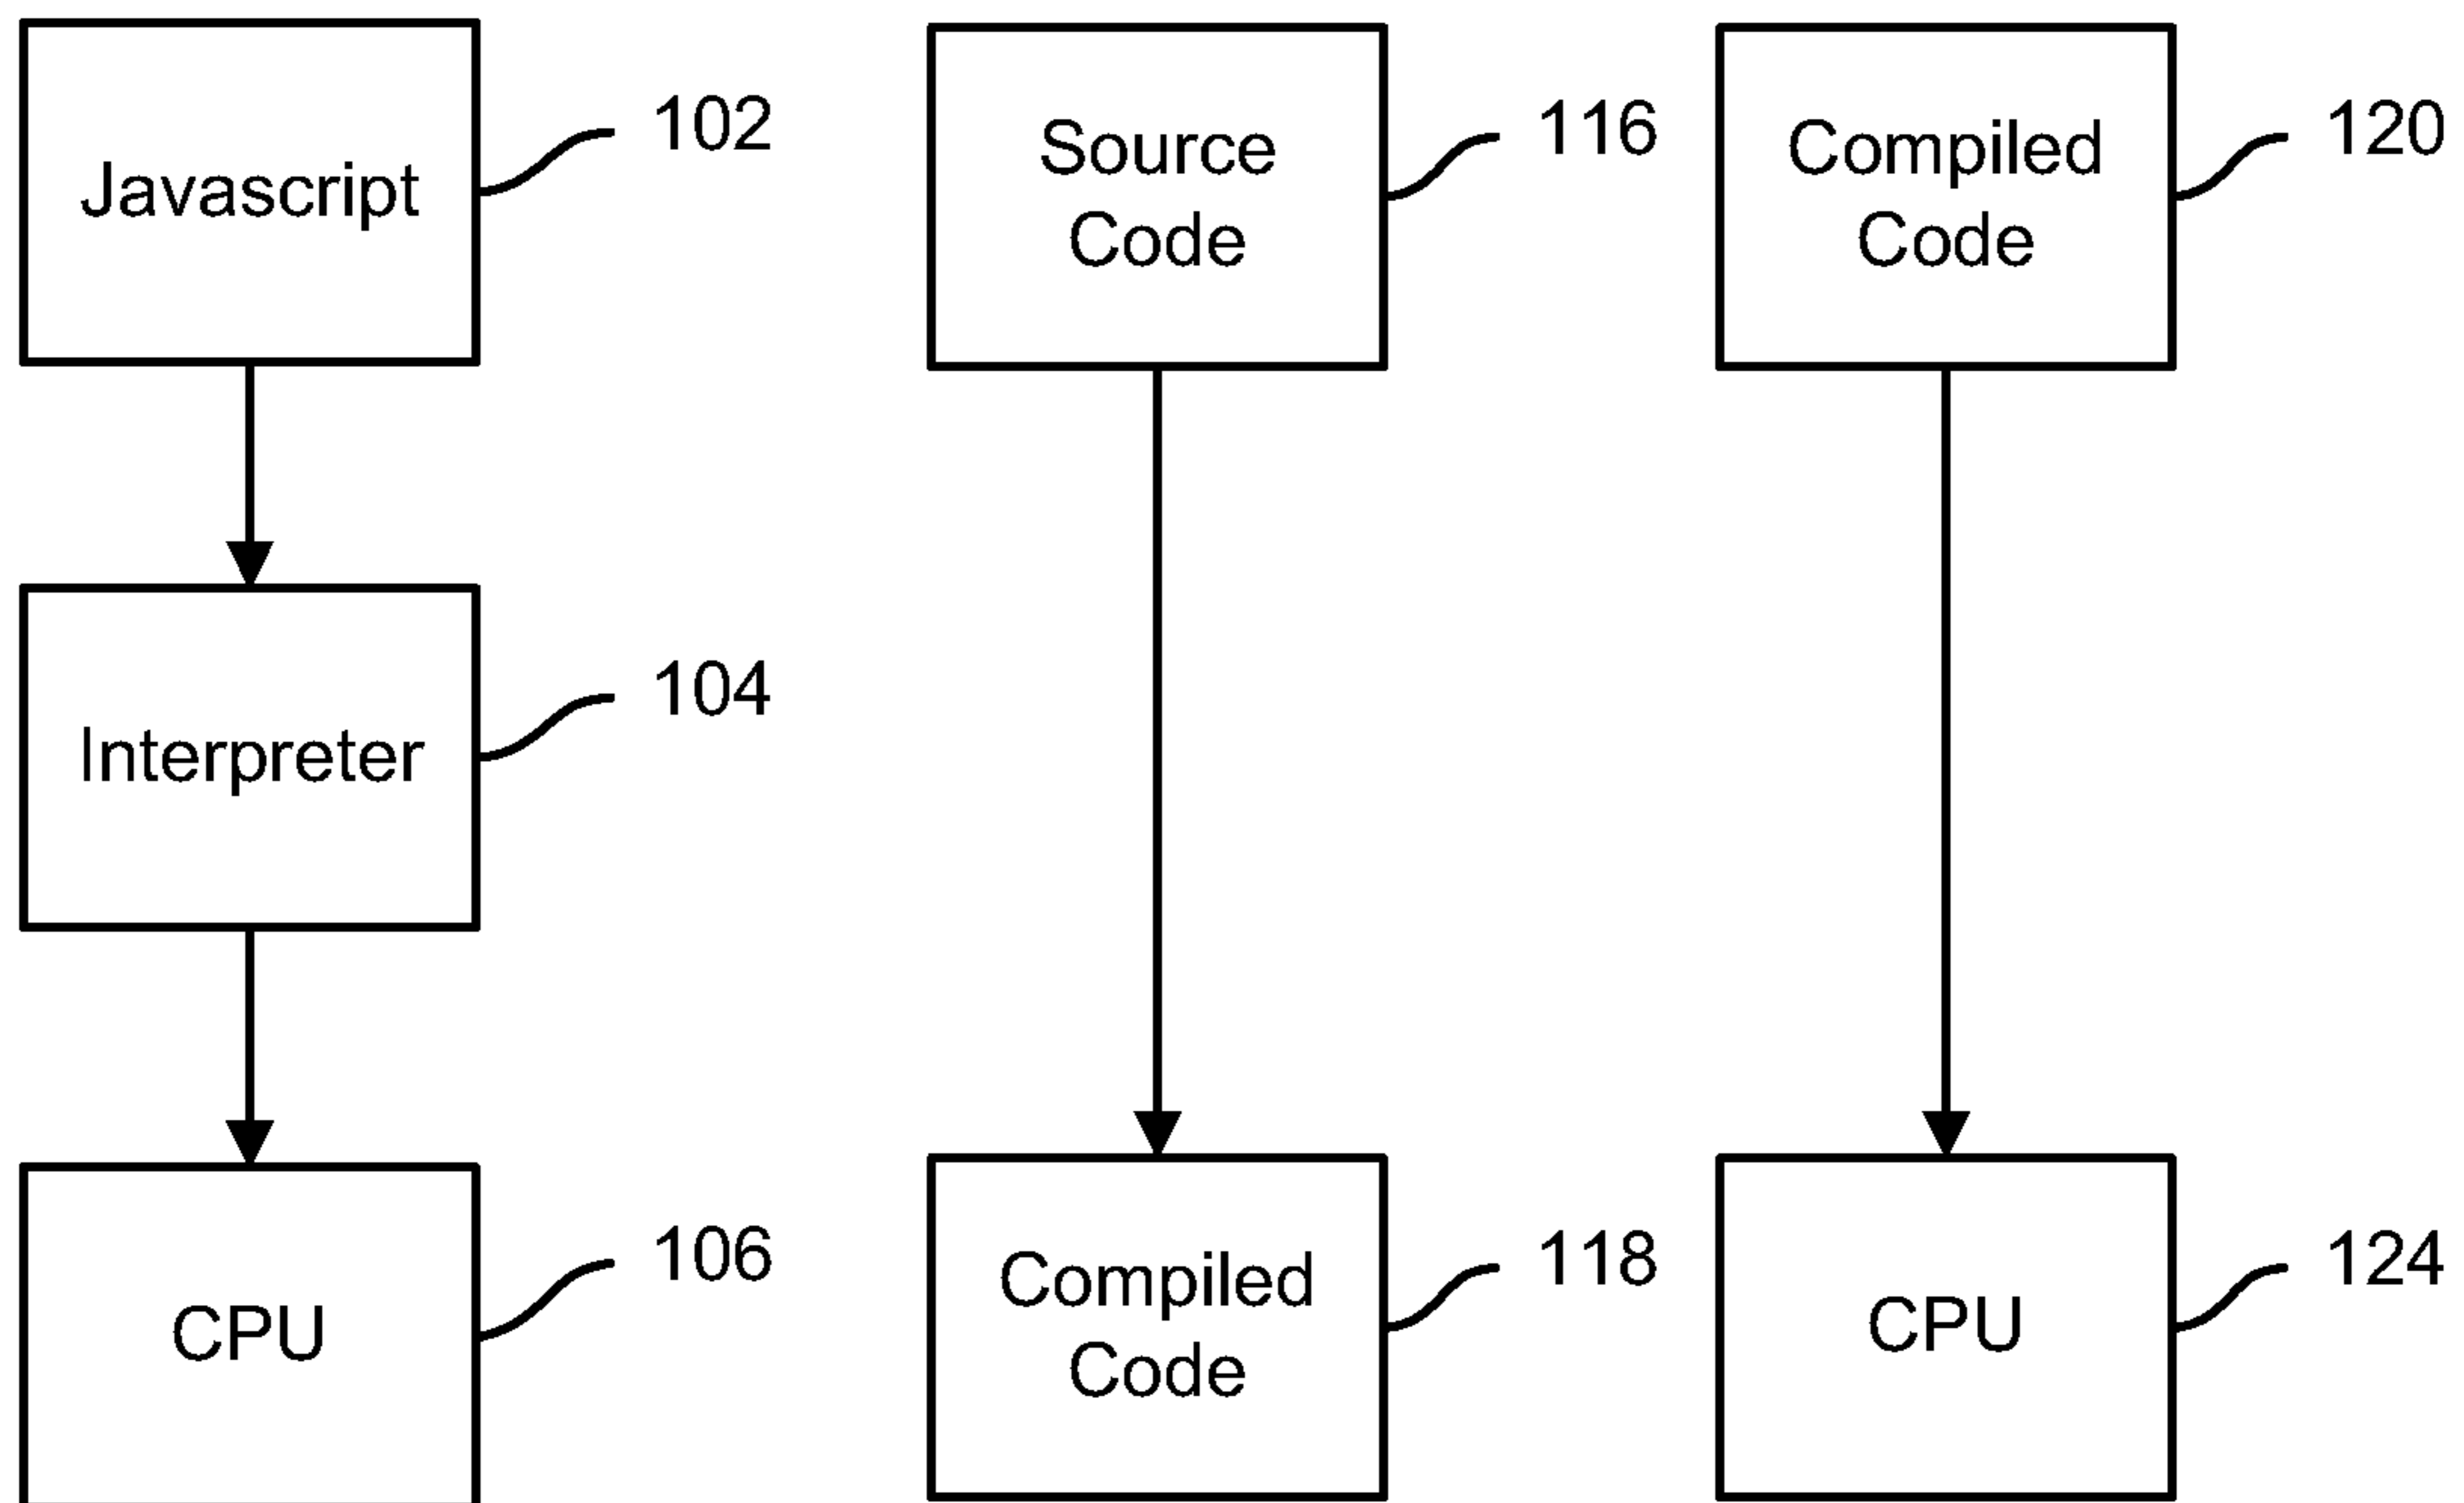 Javascript
102
Interpreter
104
CPU
106
Source
Code
116
Compiled
Code
118
Compiled
Code
120
CPU
124